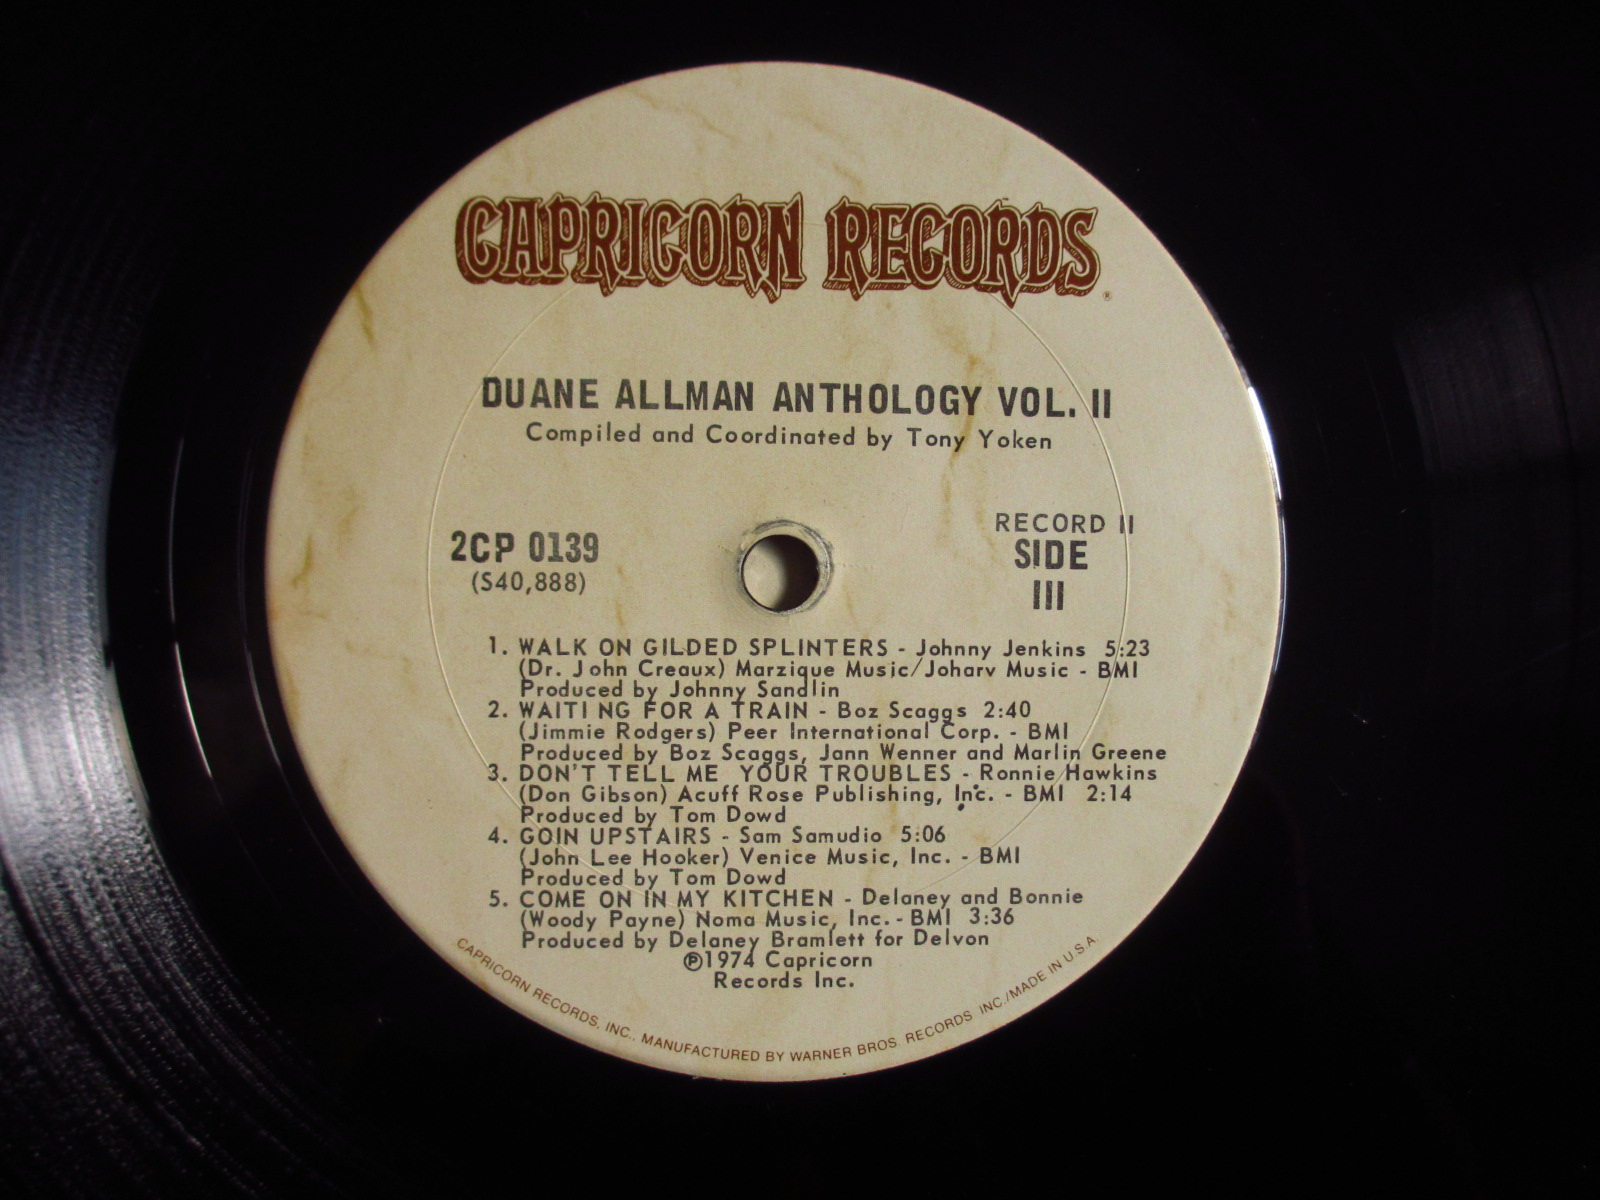 CAPRICORN RECORDS
®
DUANE ALLMAN ANTHOLOGY VOL. II
Compiled and Coordinated by Tony Yoken
2CP 0139
(S40,888)
RECORD II
SIDE
III
1. WALK ON GILDED SPLINTERS - Johnny Jenkins 5:23
(Dr. John Creaux) Marzique Music/Joharv Music - BMI
Produced by Johnny Sandlin
2. WAITING FOR A TRAIN - Boz Scaggs 2:40
(Jimmie Rodgers) Peer International Corp. - BMI
Produced by Boz Scaggs, Jann Wenner and Marlin Greene
3. DON'T TELL ME YOUR TROUBLES - Ronnie Hawkins
(Don Gibson) Acuff Rose Publishing, Inc. - BMI 2:14
Produced by Tom Dowd
4. GOIN UPSTAIRS - Sam Samudio 5:06
(John Lee Hooker) Venice Music, Inc. - BMI
Produced by Tom Dowd
5. COME ON IN MY KITCHEN - Delaney and Bonnie
(Woody Payne) Noma Music, Inc. - BMI 3:36
Produced by Delaney Bramlett for Delvon
℗1974 Capricorn
Records Inc.
CAPRICORN RECORDS, INC., MANUFACTURED BY WARNER BROS. RECORDS INC./MADE IN U.S.A.